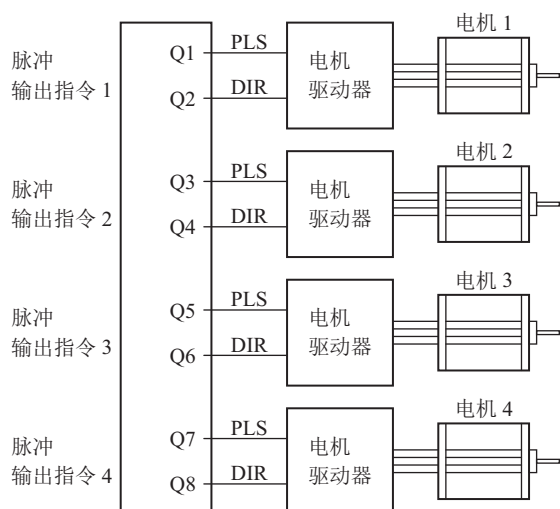 电机 1
脉冲
输出指令 1
Q1
PLS
Q2
DIR
电机
驱动器
电机 2
脉冲
输出指令 2
Q3
PLS
Q4
DIR
电机
驱动器
电机 3
脉冲
输出指令 3
Q5
PLS
Q6
DIR
电机
驱动器
电机 4
脉冲
输出指令 4
Q7
PLS
Q8
DIR
电机
驱动器